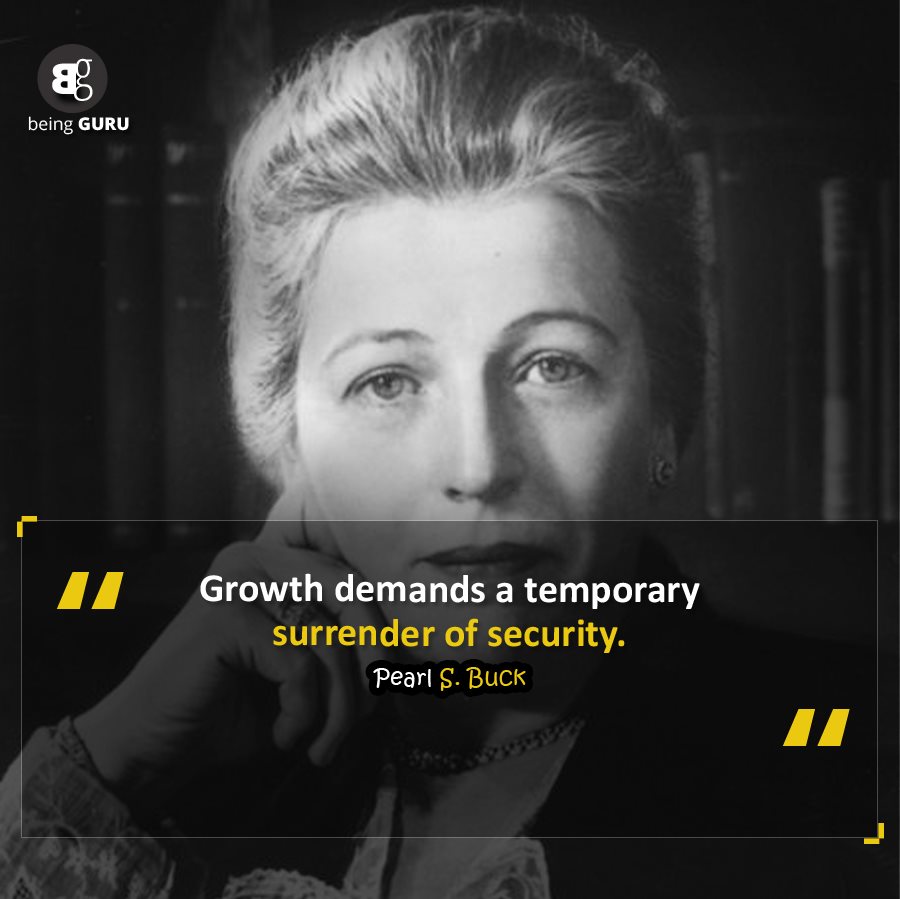 being GURU
Growth demands a temporary
surrender of security.
Pearl S. Buck